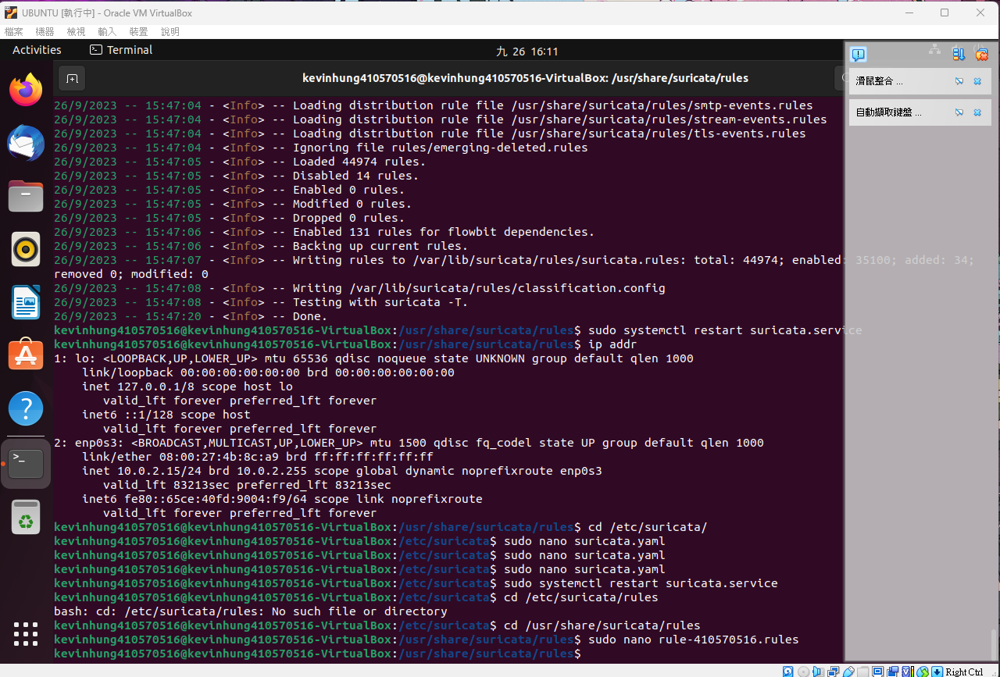 UBUNTU [執行中] - Oracle VM VirtualBox
檔案 機器 檢視 輸入 裝置 說明
Activities Terminal 九 26 16:11
kevinhung410570516@kevinhung410570516-VirtualBox: /usr/share/suricata/rules
滑鼠整合 ...
自動擷取鍵盤 ...
26/9/2023 -- 15:47:04 - <Info> -- Loading distribution rule file /usr/share/suricata/rules/smtp-events.rules
26/9/2023 -- 15:47:04 - <Info> -- Loading distribution rule file /usr/share/suricata/rules/stream-events.rules
26/9/2023 -- 15:47:04 - <Info> -- Loading distribution rule file /usr/share/suricata/rules/tls-events.rules
26/9/2023 -- 15:47:04 - <Info> -- Ignoring file rules/emerging-deleted.rules
26/9/2023 -- 15:47:05 - <Info> -- Loaded 44974 rules.
26/9/2023 -- 15:47:05 - <Info> -- Disabled 14 rules.
26/9/2023 -- 15:47:05 - <Info> -- Enabled 0 rules.
26/9/2023 -- 15:47:05 - <Info> -- Modified 0 rules.
26/9/2023 -- 15:47:05 - <Info> -- Dropped 0 rules.
26/9/2023 -- 15:47:06 - <Info> -- Enabled 131 rules for flowbit dependencies.
26/9/2023 -- 15:47:06 - <Info> -- Backing up current rules.
26/9/2023 -- 15:47:07 - <Info> -- Writing rules to /var/lib/suricata/rules/suricata.rules: total: 44974; enabled: 35100; added: 34;
removed 0; modified: 0
26/9/2023 -- 15:47:08 - <Info> -- Writing /var/lib/suricata/rules/classification.config
26/9/2023 -- 15:47:08 - <Info> -- Testing with suricata -T.
26/9/2023 -- 15:47:20 - <Info> -- Done.
kevinhung410570516@kevinhung410570516-VirtualBox:/usr/share/suricata/rules$ sudo systemctl restart suricata.service
kevinhung410570516@kevinhung410570516-VirtualBox:/usr/share/suricata/rules$ ip addr
1: lo: <LOOPBACK,UP,LOWER_UP> mtu 65536 qdisc noqueue state UNKNOWN group default qlen 1000
link/loopback 00:00:00:00:00:00 brd 00:00:00:00:00:00
inet 127.0.0.1/8 scope host lo
valid_lft forever preferred_lft forever
inet6 ::1/128 scope host
valid_lft forever preferred_lft forever
2: enp0s3: <BROADCAST,MULTICAST,UP,LOWER_UP> mtu 1500 qdisc fq_codel state UP group default qlen 1000
link/ether 08:00:27:4b:8c:a9 brd ff:ff:ff:ff:ff:ff
inet 10.0.2.15/24 brd 10.0.2.255 scope global dynamic noprefixroute enp0s3
valid_lft 83213sec preferred_lft 83213sec
inet6 fe80::65ce:40fd:9004:f9/64 scope link noprefixroute
valid_lft forever preferred_lft forever
kevinhung410570516@kevinhung410570516-VirtualBox:/usr/share/suricata/rules$ cd /etc/suricata/
kevinhung410570516@kevinhung410570516-VirtualBox:/etc/suricata$ sudo nano suricata.yaml
kevinhung410570516@kevinhung410570516-VirtualBox:/etc/suricata$ sudo nano suricata.yaml
kevinhung410570516@kevinhung410570516-VirtualBox:/etc/suricata$ sudo nano suricata.yaml
kevinhung410570516@kevinhung410570516-VirtualBox:/etc/suricata$ sudo systemctl restart suricata.service
kevinhung410570516@kevinhung410570516-VirtualBox:/etc/suricata$ cd /etc/suricata/rules
bash: cd: /etc/suricata/rules: No such file or directory
kevinhung410570516@kevinhung410570516-VirtualBox:/etc/suricata$ cd /usr/share/suricata/rules
kevinhung410570516@kevinhung410570516-VirtualBox:/usr/share/suricata/rules$ sudo nano rule-410570516.rules
kevinhung410570516@kevinhung410570516-VirtualBox:/usr/share/suricata/rules$
Right Ctrl